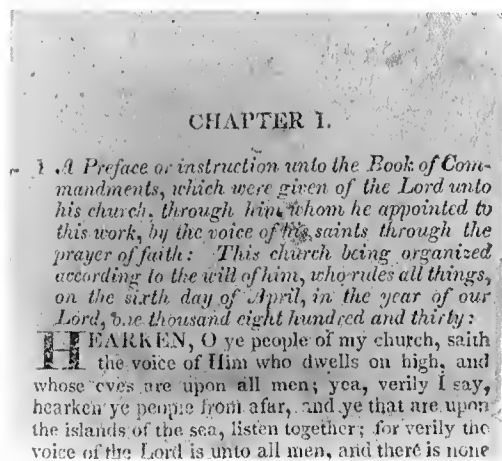 CHAPTER I.
1 A Preface or instruction unto the Book of Com-
mandments, which were given of the Lord unto
his church, through him, whom he appointed to
this work, by the voice of his saints through the
prayer of faith: This church being organized
according to the will of him, who rules all things,
on the sixth day of April, in the year of our
Lord, one thousand eight hundred and thirty:
HEARKEN, O ye people of my church, saith
the voice of Him who dwells on high, and
whose eyes are upon all men; yea, verily I say,
hearken ye people from afar, and ye that are upon
the islands of the sea, listen together; for verily the
voice of the Lord is unto all men, and there is none